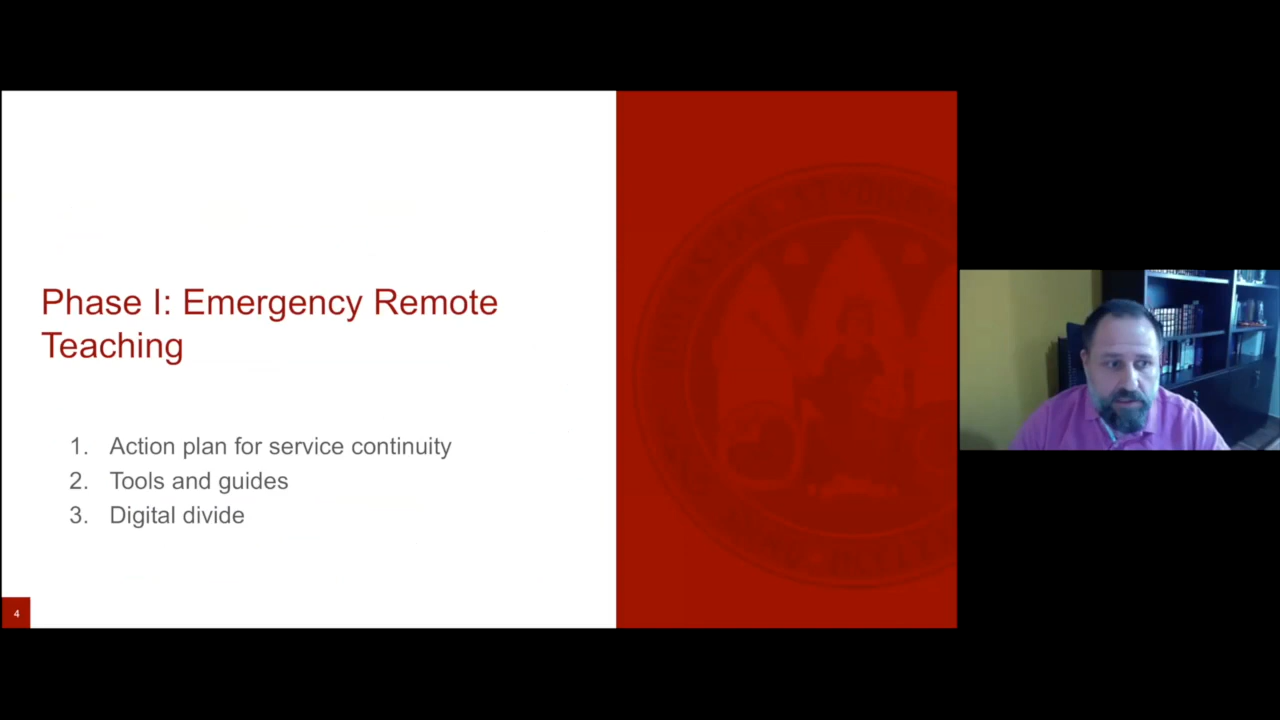 Phase I: Emergency Remote
Teaching
1. Action plan for service continuity
2. Tools and guides
3. Digital divide
4